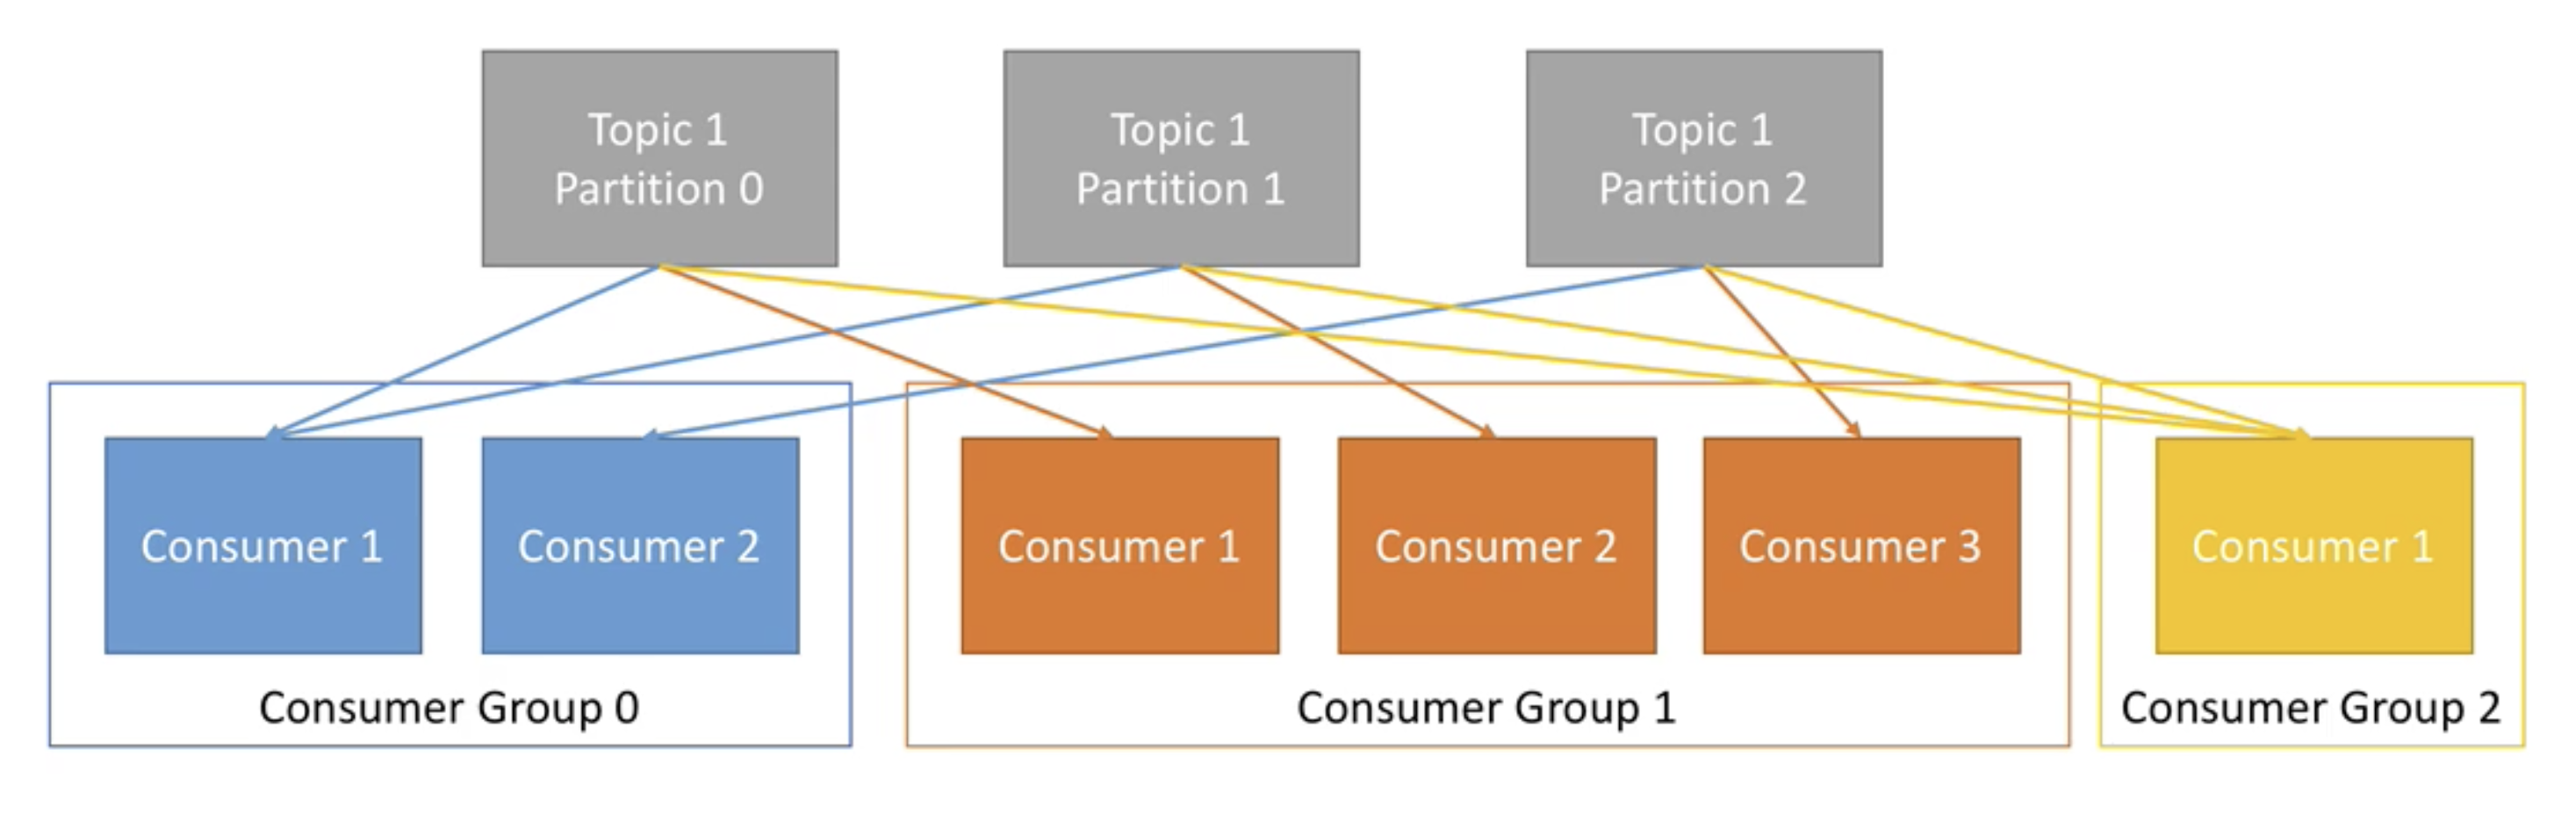 Topic 1
Partition 0
Topic 1
Partition 1
Topic 1
Partition 2
Consumer 1
Consumer 2
Consumer Group 0
Consumer 1
Consumer 2
Consumer 3
Consumer Group 1
Consumer 1
Consumer Group 2